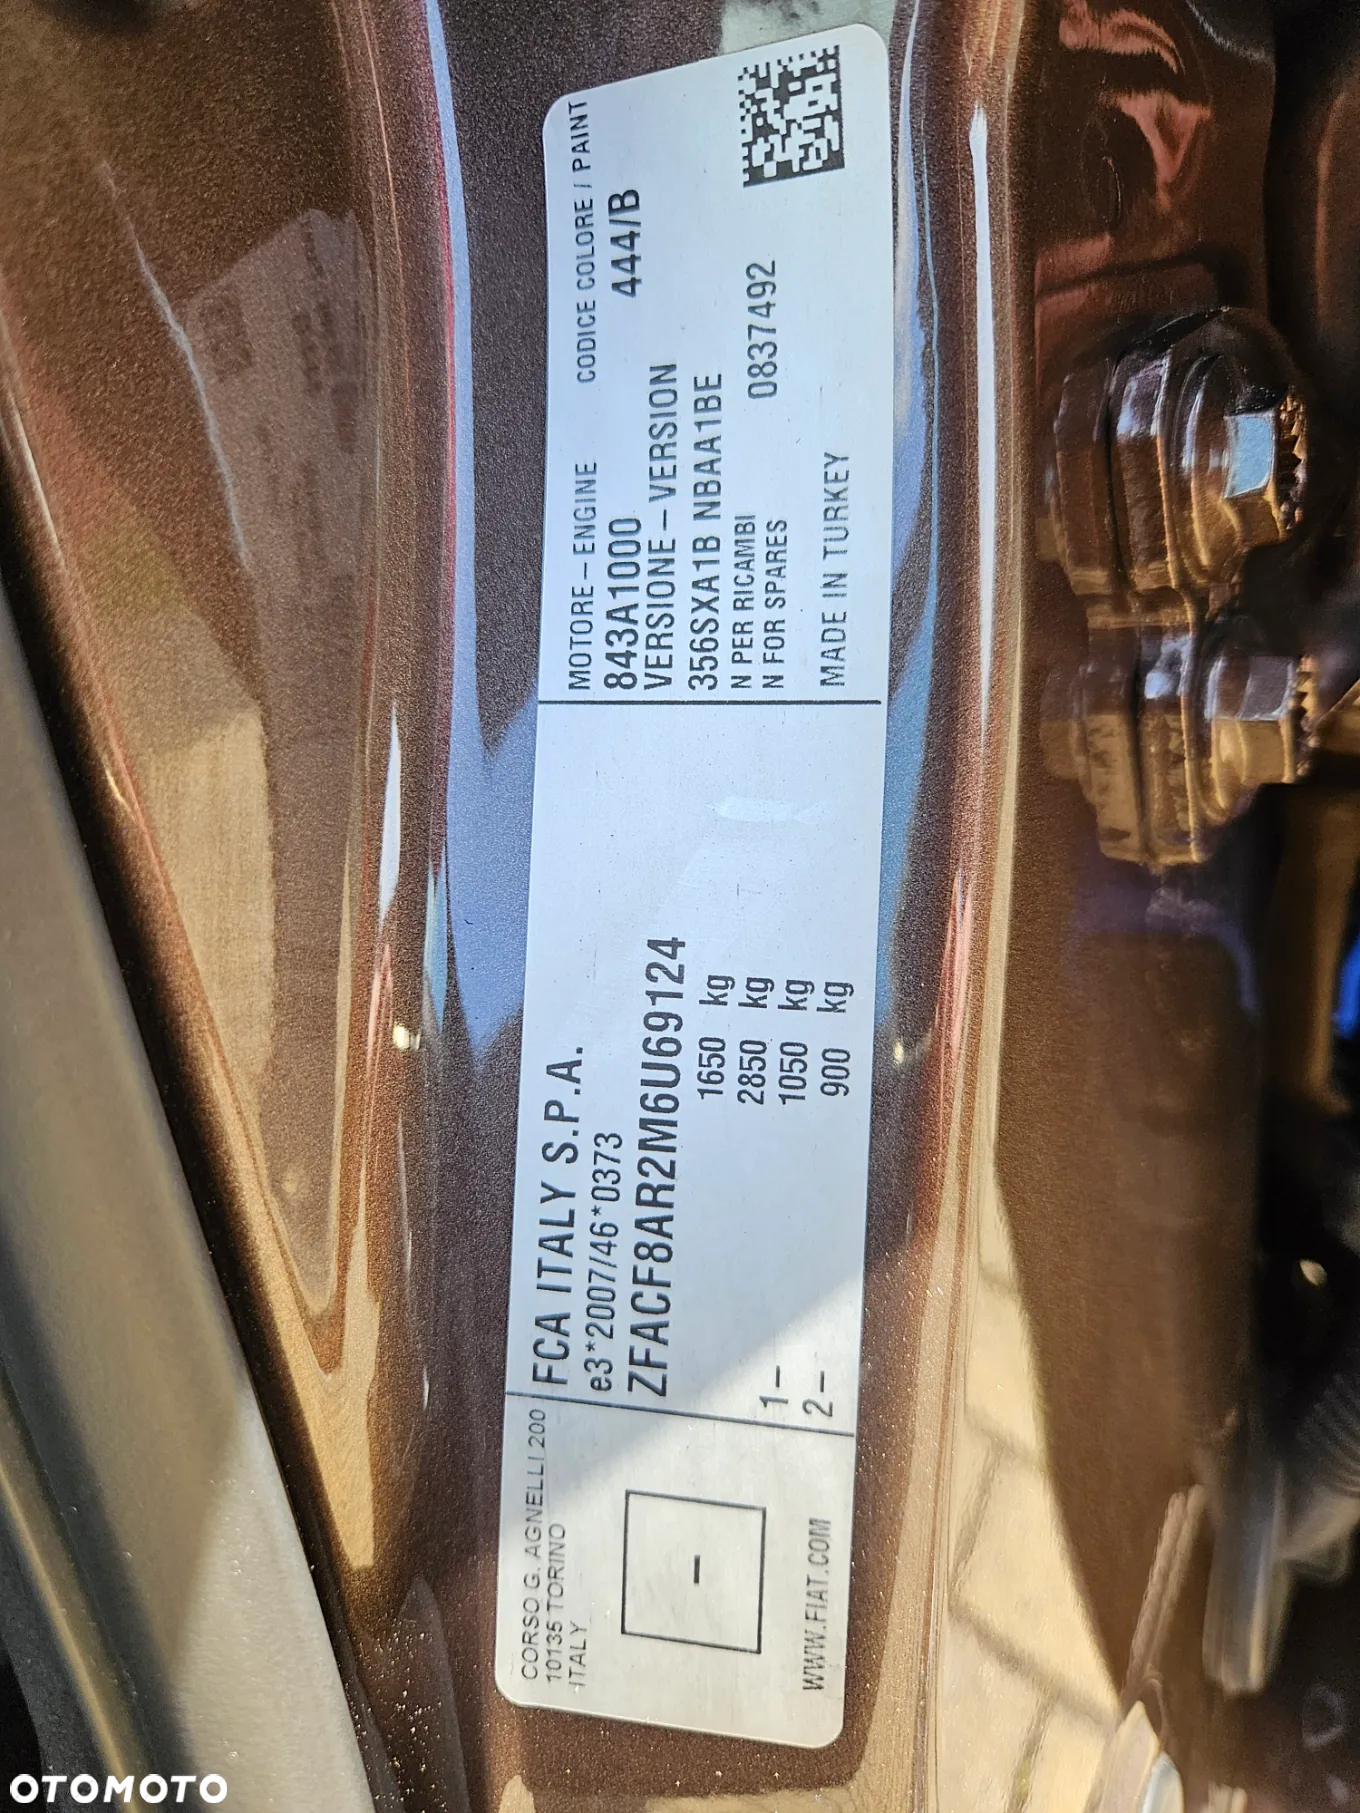 CORSO G. AGNELLI 200
10135 TORINO
ITALY
-
WWW.FIAT.COM
FCA ITALY S.P.A.
e3*2007/46*0373
ZFACF8AR2M6U69124
1650 kg
2850 kg
1- 1050 kg
2- 900 kg
MOTORE - ENGINE CODICE COLORE / PAINT
843A1000 444/B
VERSIONE - VERSION
356SXA1B NBAA1BE
N PER RICAMBI
N FOR SPARES 0837492
MADE IN TURKEY
OTOMOTO